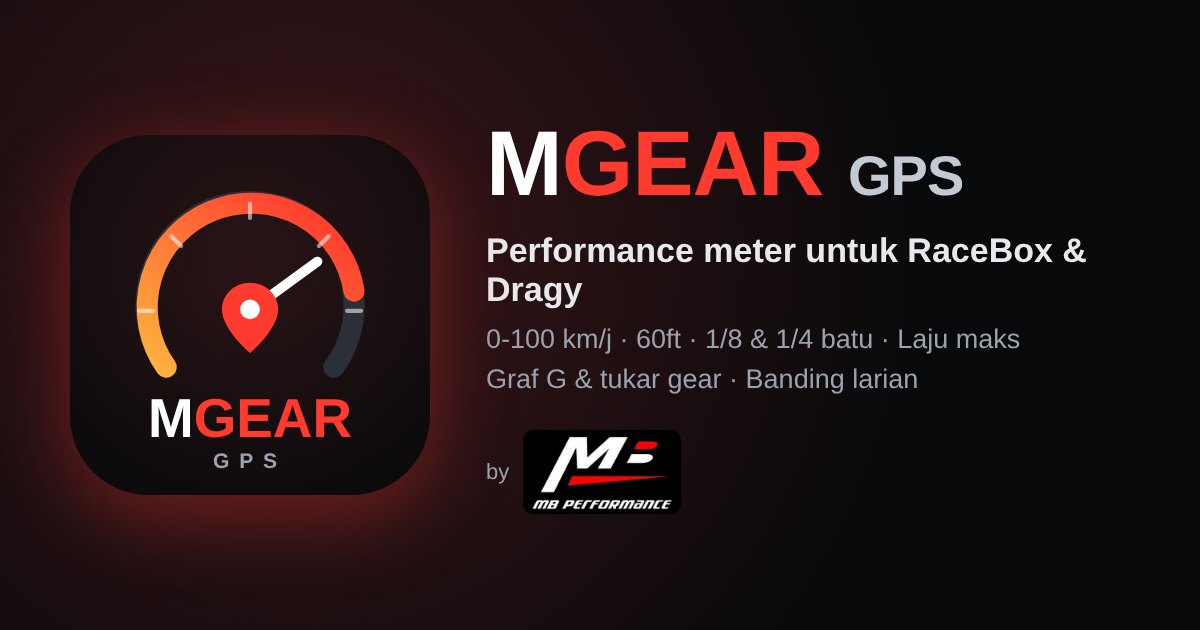 MGEAR GPS
Performance meter untuk RaceBox &
Dragy
0-100 km/j · 60ft · 1/8 & 1/4 batu · Laju maks
Graf G & tukar gear · Banding larian
by
MB
MB PERFORMANCE
MGEAR
GPS